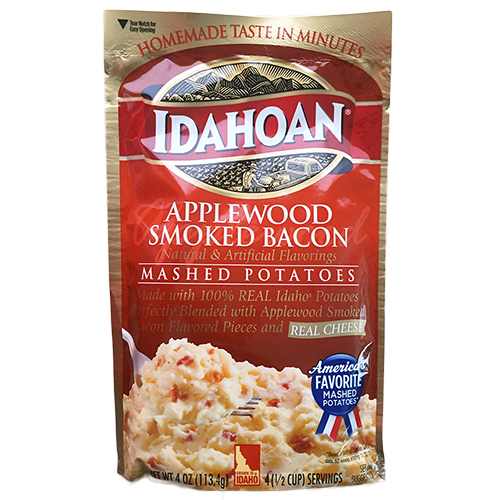 Tear Notch for
Easy Opening
HOMEMADE TASTE IN MINUTES
IDAHOAN®
APPLEWOOD
SMOKED BACON
Natural & Artificial Flavorings
MASHED POTATOES
Made with 100% REAL Idaho® Potatoes
Perfectly Blended with Applewood Smoked
Bacon Flavored Pieces and REAL CHEESE
America's
FAVORITE
MASHED
POTATOES
GROWN IN
IDAHO
NET WT 4 OZ (113.4g)
4 (1/2 CUP) SERVINGS